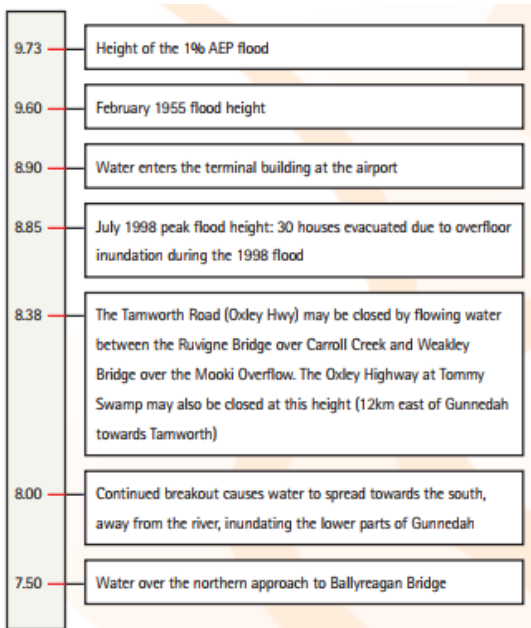 9.73
Height of the 1% AEP flood
9.60
February 1955 flood height
8.90
Water enters the terminal building at the airport
8.85
July 1998 peak flood height: 30 houses evacuated due to overfloor
inundation during the 1998 flood
8.38
The Tamworth Road (Oxley Hwy) may be closed by flowing water
between the Ruvigne Bridge over Carroll Creek and Weakley
Bridge over the Mooki Overflow. The Oxley Highway at Tommy
Swamp may also be closed at this height (12km east of Gunnedah
towards Tamworth)
8.00
Continued breakout causes water to spread towards the south,
away from the river, inundating the lower parts of Gunnedah
7.50
Water over the northern approach to Ballyreagan Bridge